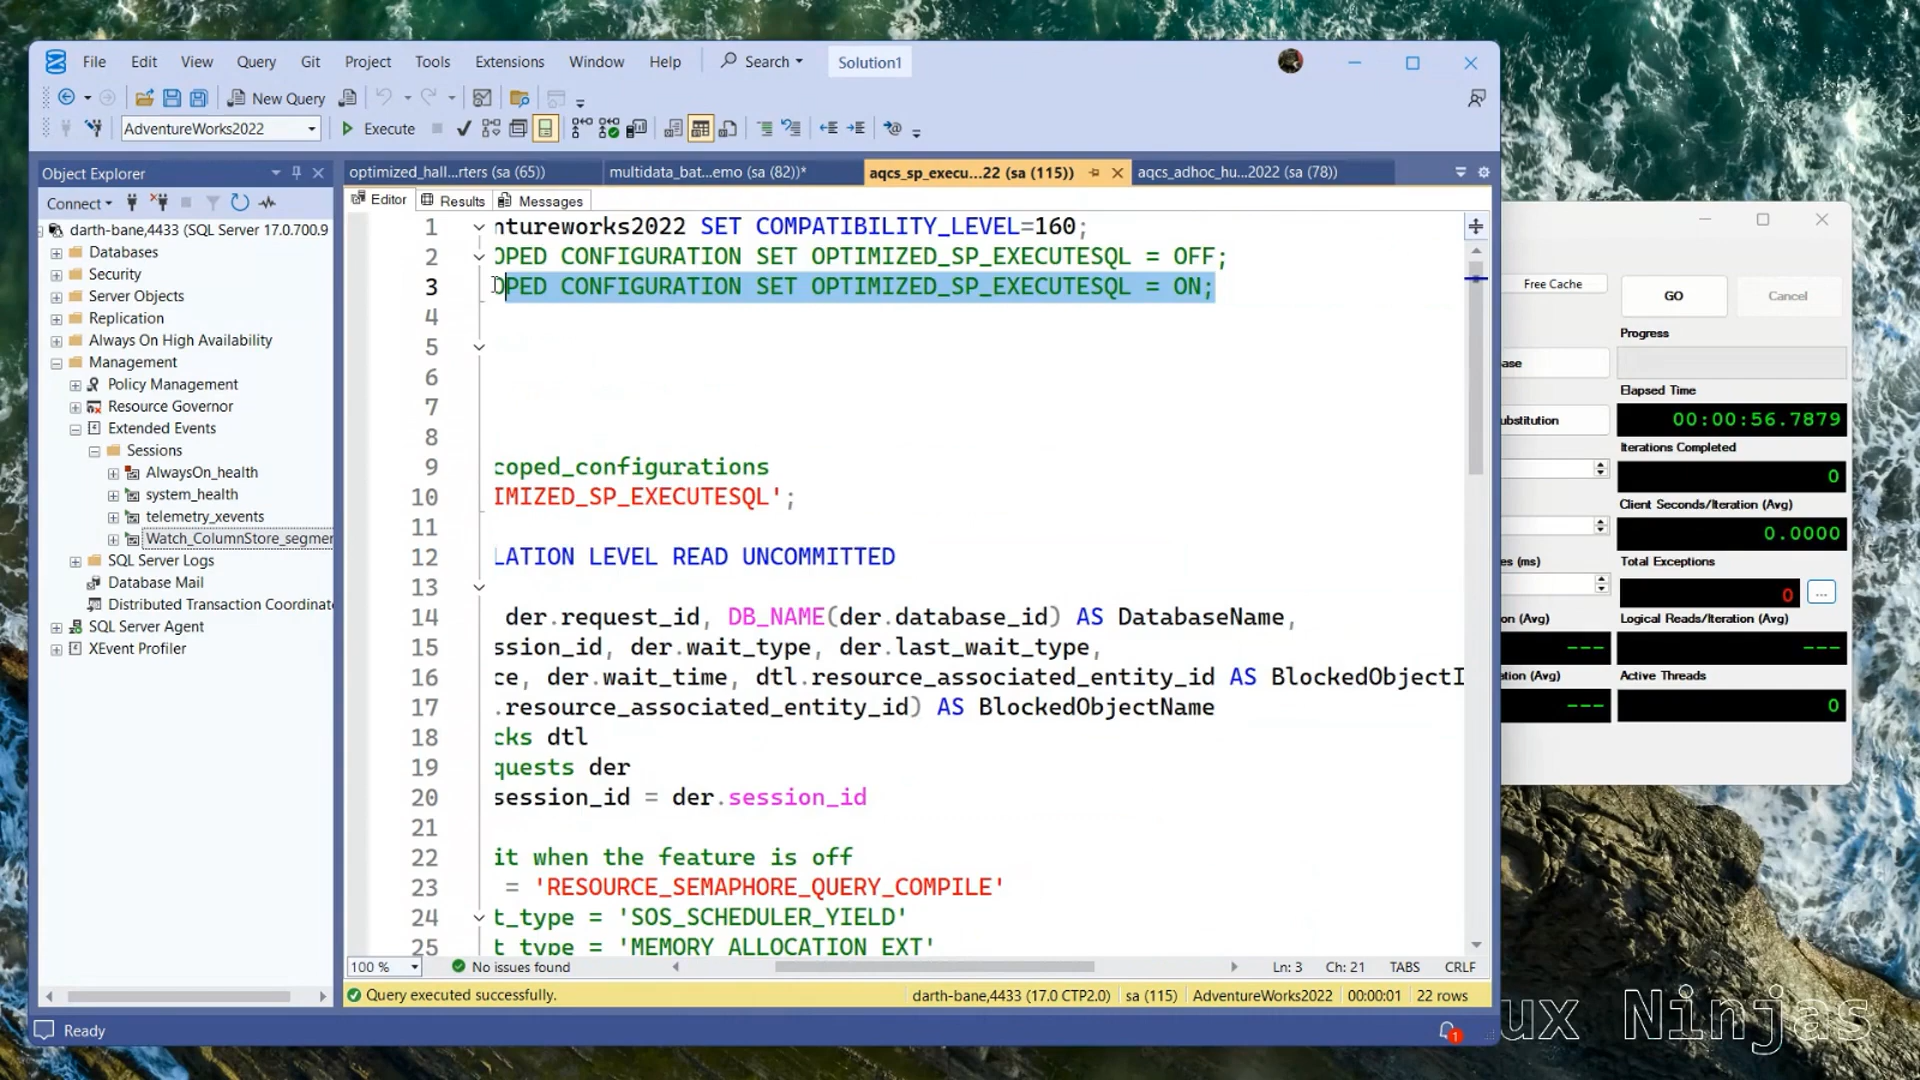 File Edit View Query Git Project Tools Extensions Window Help Search Solution1
New Query
AdventureWorks2022 Execute
Object Explorer
Connect
darth-bane,4433 (SQL Server 17.0.700.9
Databases
Security
Server Objects
Replication
Always On High Availability
Management
Policy Management
Resource Governor
Extended Events
Sessions
AlwaysOn_health
system_health
telemetry_xevents
Watch_ColumnStore_segmen
SQL Server Logs
Database Mail
Distributed Transaction Coordinato
SQL Server Agent
XEvent Profiler
optimized_hall...rters (sa (65)) multidata_bat...emo (sa (82))* aqcs_sp_execu...22 (sa (115)) aqcs_adhoc_hu...2022 (sa (78))
Editor Results Messages
1 ntureworks2022 SET COMPATIBILITY_LEVEL=160;
2 OPED CONFIGURATION SET OPTIMIZED_SP_EXECUTESQL = OFF;
3 OPED CONFIGURATION SET OPTIMIZED_SP_EXECUTESQL = ON;
4
5
6
7
8
9 coped_configurations
10 IMIZED_SP_EXECUTESQL';
11
12 LATION LEVEL READ UNCOMMITTED
13
14 der.request_id, DB_NAME(der.database_id) AS DatabaseName,
15 ssion_id, der.wait_type, der.last_wait_type,
16 ce, der.wait_time, dtl.resource_associated_entity_id AS BlockedObjectI
17 .resource_associated_entity_id) AS BlockedObjectName
18 cks dtl
19 quests der
20 session_id = der.session_id
21
22 it when the feature is off
23 = 'RESOURCE_SEMAPHORE_QUERY_COMPILE'
24 t_type = 'SOS_SCHEDULER_YIELD'
25 t_type = 'MEMORY_ALLOCATION_EXT'
100 % No issues found Ln: 3 Ch: 21 TABS CRLF
Query executed successfully. darth-bane,4433 (17.0 CTP2.0) sa (115) AdventureWorks2022 00:00:01 22 rows
Ready 1
Free Cache GO Cancel
Progress
ase
Elapsed Time
ubstitution 00:00:56.7879
Iterations Completed
0
Client Seconds/Iteration (Avg)
0.0000
es (ms) Total Exceptions
0 ...
on (Avg) Logical Reads/Iteration (Avg)
--- ---
tion (Avg) Active Threads
--- 0
ux Ninjas